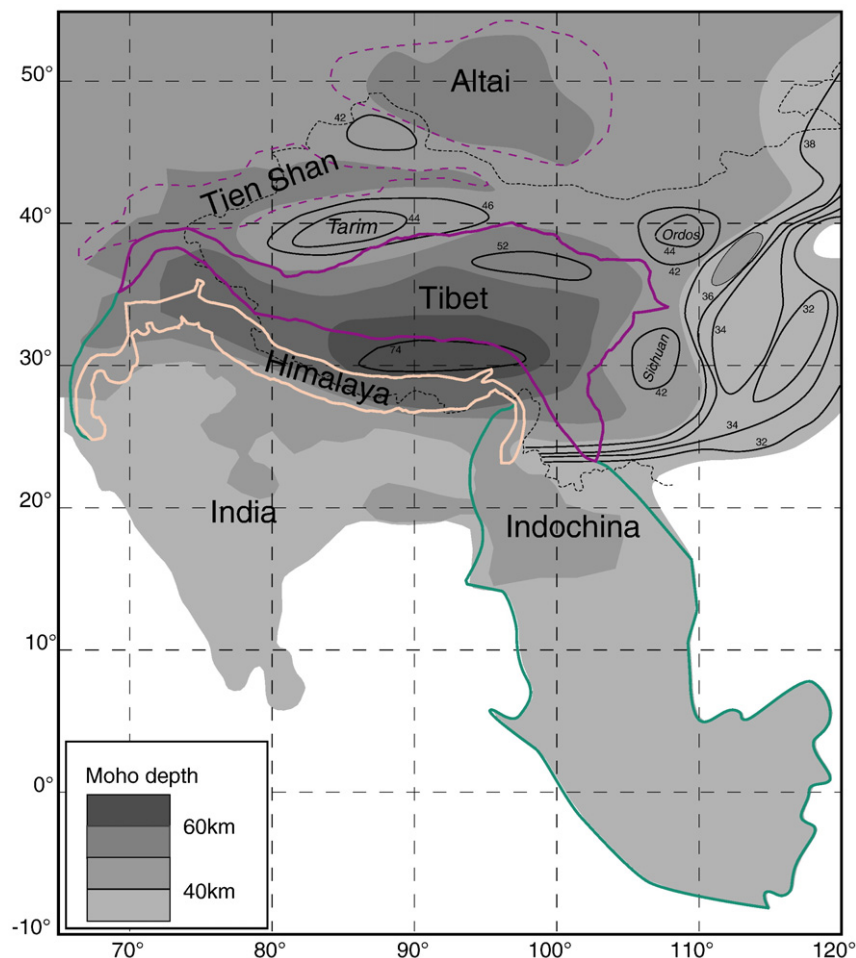 50°
Altai
42
38
Tien Shan
40°
46
44
Tarim
Ordos
44
42
52
Tibet
36
34
32
30°
74
Himalaya
Sichuan
42
34
32
20°
India
Indochina
10°
0°
-10°
Moho depth
60km
40km
70°
80°
90°
100°
110°
120°